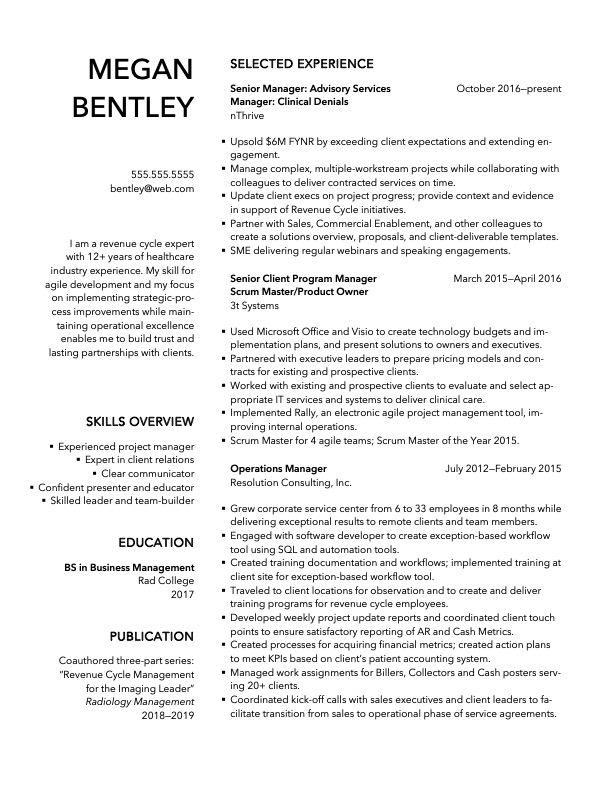 MEGAN
BENTLEY
555.555.5555
bentley@web.com
I am a revenue cycle expert
with 12+ years of healthcare
industry experience. My skill for
agile development and my focus
on implementing strategic-pro-
cess improvements while main-
taining operational excellence
enables me to build trust and
lasting partnerships with clients.
SKILLS OVERVIEW
▪ Experienced project manager
▪ Expert in client relations
▪ Clear communicator
▪ Confident presenter and educator
▪ Skilled leader and team-builder
EDUCATION
BS in Business Management
Rad College
2017
PUBLICATION
Coauthored three-part series:
“Revenue Cycle Management
for the Imaging Leader”
Radiology Management
2018–2019
SELECTED EXPERIENCE
Senior Manager: Advisory Services October 2016–present
Manager: Clinical Denials
nThrive
▪ Upsold $6M FYNR by exceeding client expectations and extending en-
gagement.
▪ Manage complex, multiple-workstream projects while collaborating with
colleagues to deliver contracted services on time.
▪ Update client execs on project progress; provide context and evidence
in support of Revenue Cycle initiatives.
▪ Partner with Sales, Commercial Enablement, and other colleagues to
create a solutions overview, proposals, and client-deliverable templates.
▪ SME delivering regular webinars and speaking engagements.
Senior Client Program Manager March 2015–April 2016
Scrum Master/Product Owner
3t Systems
▪ Used Microsoft Office and Visio to create technology budgets and im-
plementation plans, and present solutions to owners and executives.
▪ Partnered with executive leaders to prepare pricing models and con-
tracts for existing and prospective clients.
▪ Worked with existing and prospective clients to evaluate and select ap-
propriate IT services and systems to deliver clinical care.
▪ Implemented Rally, an electronic agile project management tool, im-
proving internal operations.
▪ Scrum Master for 4 agile teams; Scrum Master of the Year 2015.
Operations Manager July 2012–February 2015
Resolution Consulting, Inc.
▪ Grew corporate service center from 6 to 33 employees in 8 months while
delivering exceptional results to remote clients and team members.
▪ Engaged with software developer to create exception-based workflow
tool using SQL and automation tools.
▪ Created training documentation and workflows; implemented training at
client site for exception-based workflow tool.
▪ Traveled to client locations for observation and to create and deliver
training programs for revenue cycle employees.
▪ Developed weekly project update reports and coordinated client touch
points to ensure satisfactory reporting of AR and Cash Metrics.
▪ Created processes for acquiring financial metrics; created action plans
to meet KPIs based on client’s patient accounting system.
▪ Managed work assignments for Billers, Collectors and Cash posters serv-
ing 20+ clients.
▪ Coordinated kick-off calls with sales executives and client leaders to fa-
cilitate transition from sales to operational phase of service agreements.